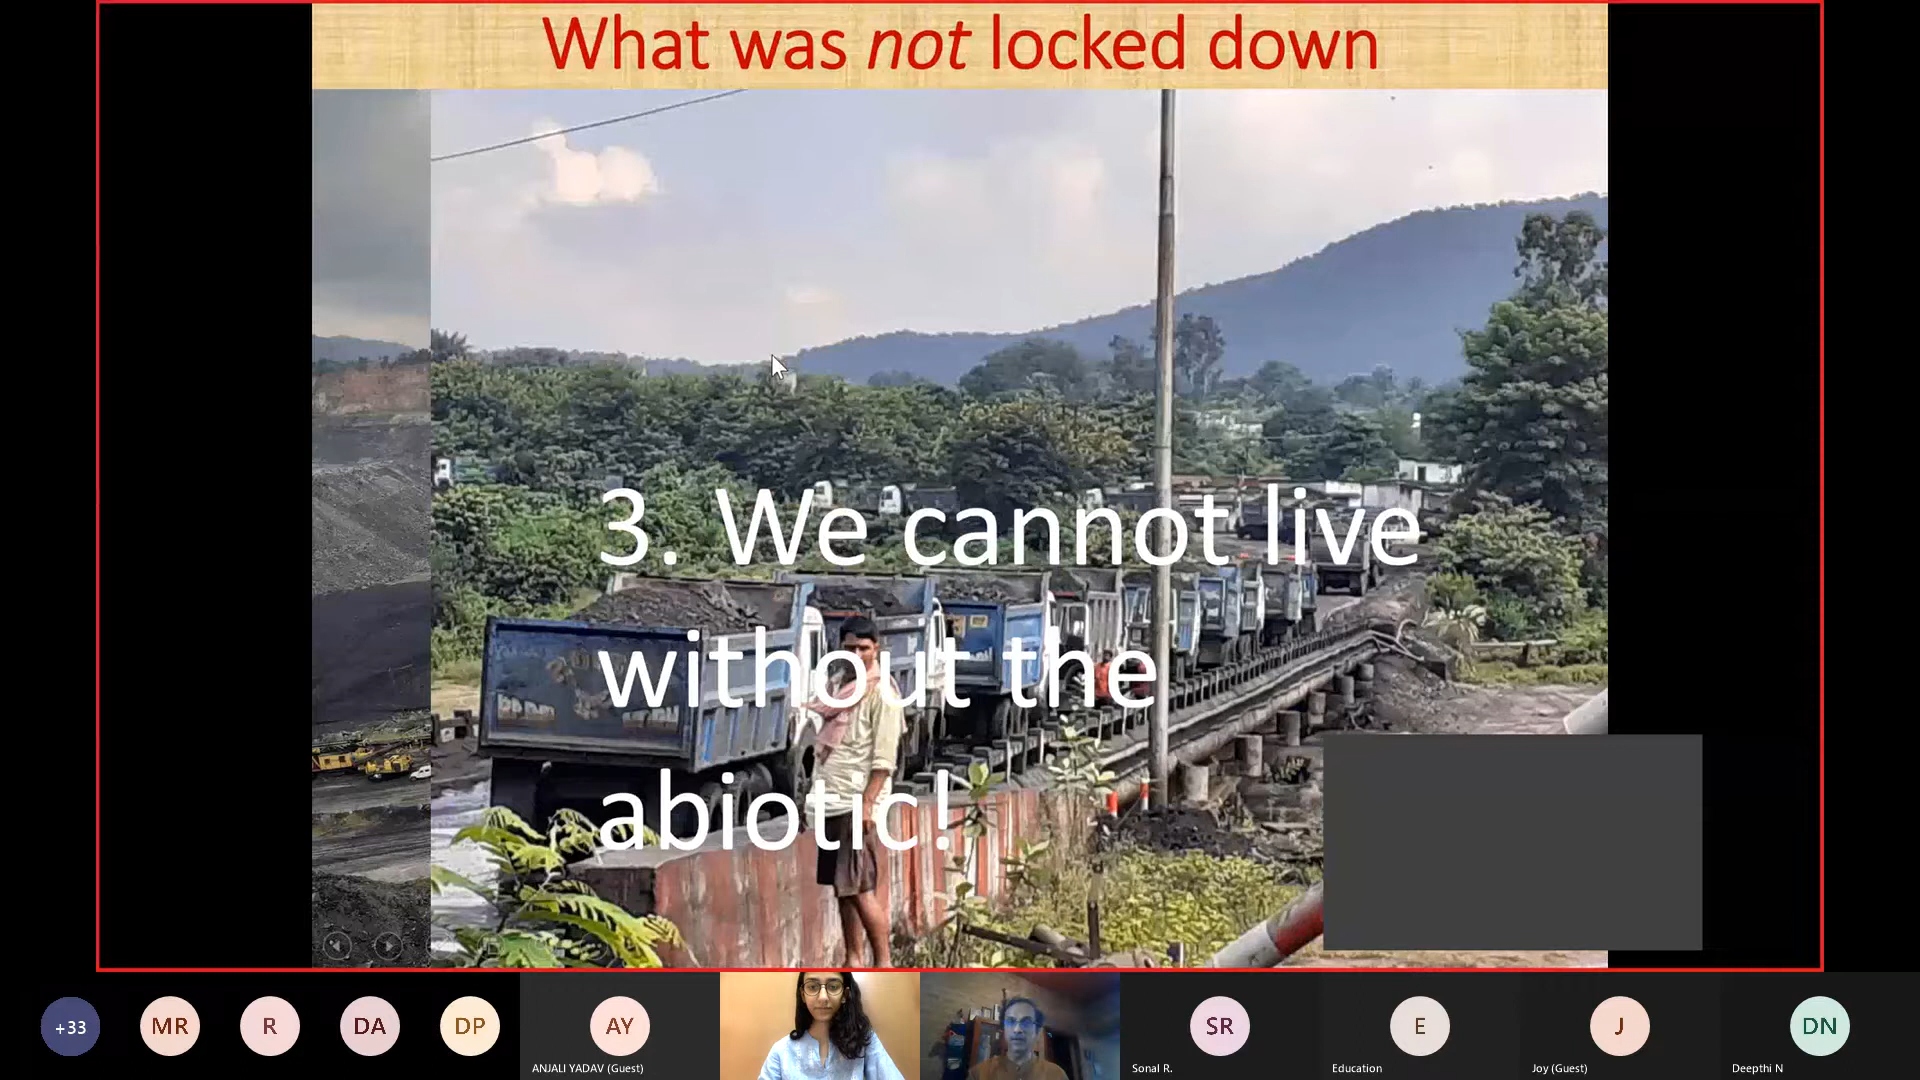 What was not locked down
3. We cannot live
without the
abiotic!
+33
MR
R
DA
DP
AY
SR
E
J
DN
ANJALI YADAV (Guest)
Sonal R.
Education
Joy (Guest)
Deepthi N